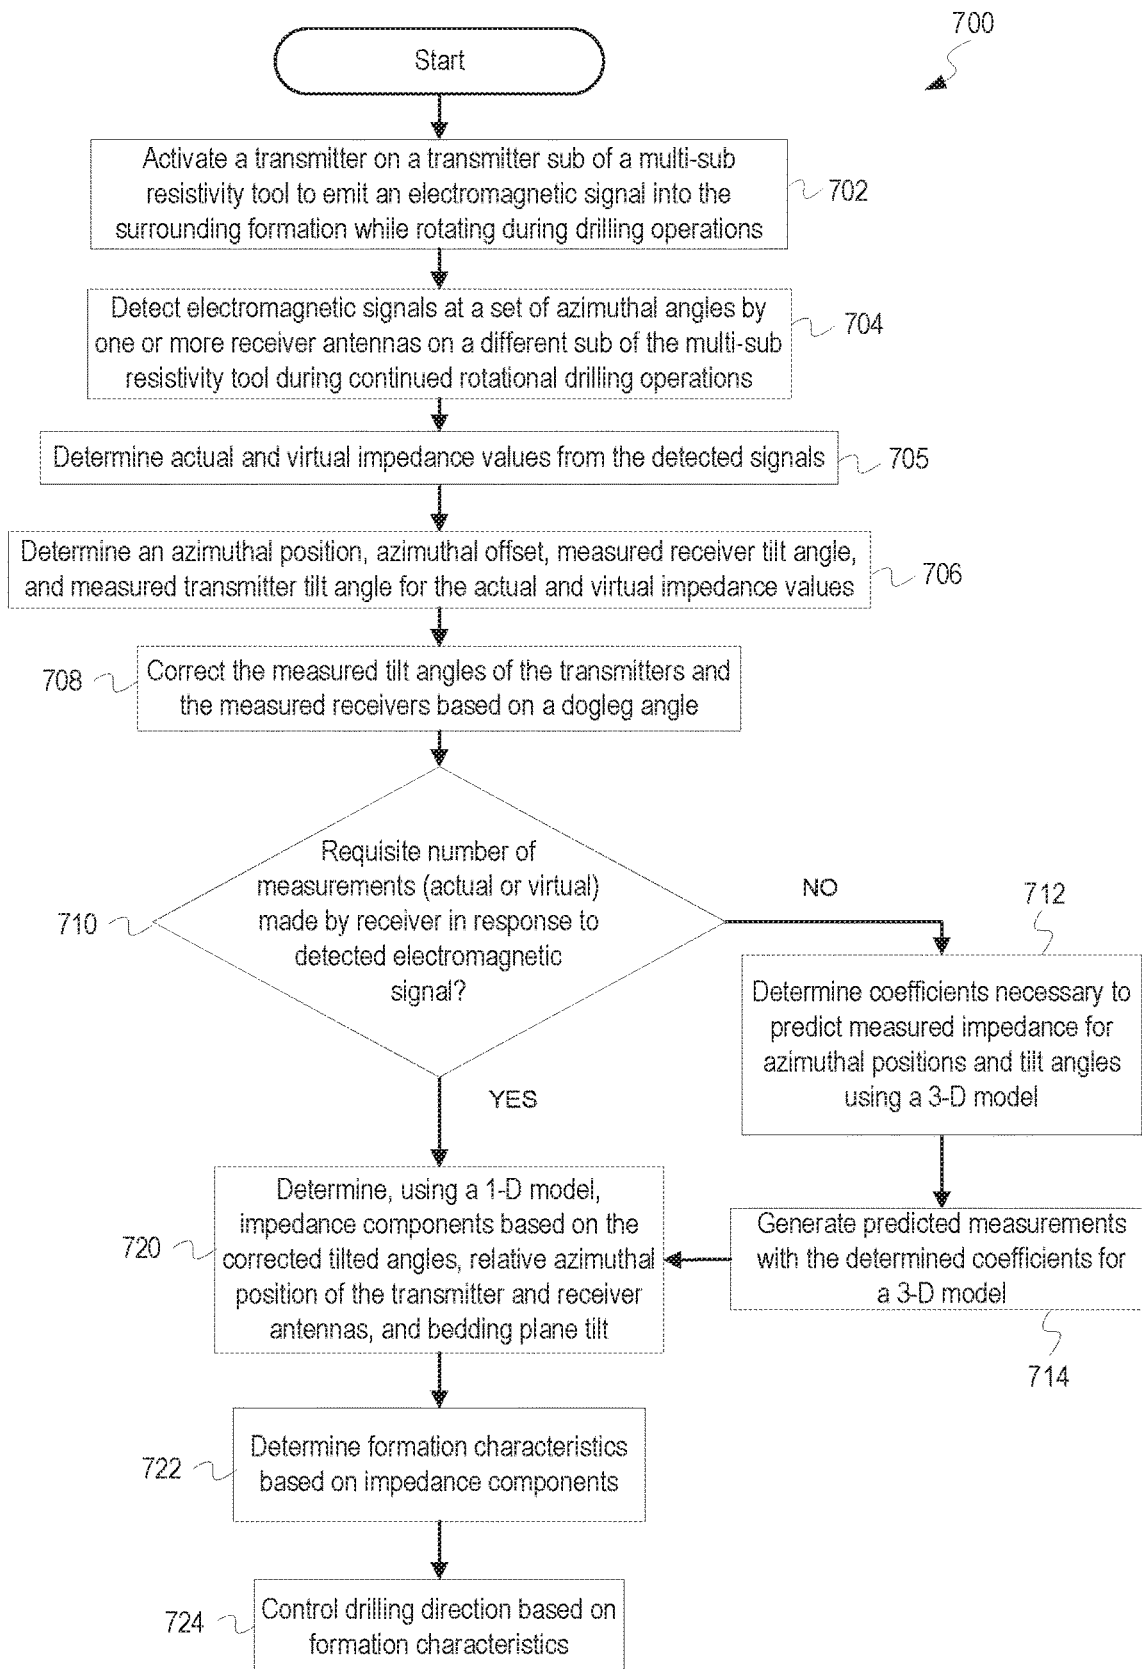 700
Start
Activate a transmitter on a transmitter sub of a multi-sub
resistivity tool to emit an electromagnetic signal into the
surrounding formation while rotating during drilling operations
702
Detect electromagnetic signals at a set of azimuthal angles by
one or more receiver antennas on a different sub of the multi-sub
resistivity tool during continued rotational drilling operations
704
Determine actual and virtual impedance values from the detected signals
705
Determine an azimuthal position, azimuthal offset, measured receiver tilt angle,
and measured transmitter tilt angle for the actual and virtual impedance values
706
708
Correct the measured tilt angles of the transmitters and
the measured receivers based on a dogleg angle
710
Requisite number of
measurements (actual or virtual)
made by receiver in response to
detected electromagnetic
signal?
NO
712
Determine coefficients necessary to
predict measured impedance for
azimuthal positions and tilt angles
using a 3-D model
YES
Generate predicted measurements
with the determined coefficients for
a 3-D model
714
720
Determine, using a 1-D model,
impedance components based on the
corrected tilted angles, relative azimuthal
position of the transmitter and receiver
antennas, and bedding plane tilt
722
Determine formation characteristics
based on impedance components
724
Control drilling direction based on
formation characteristics